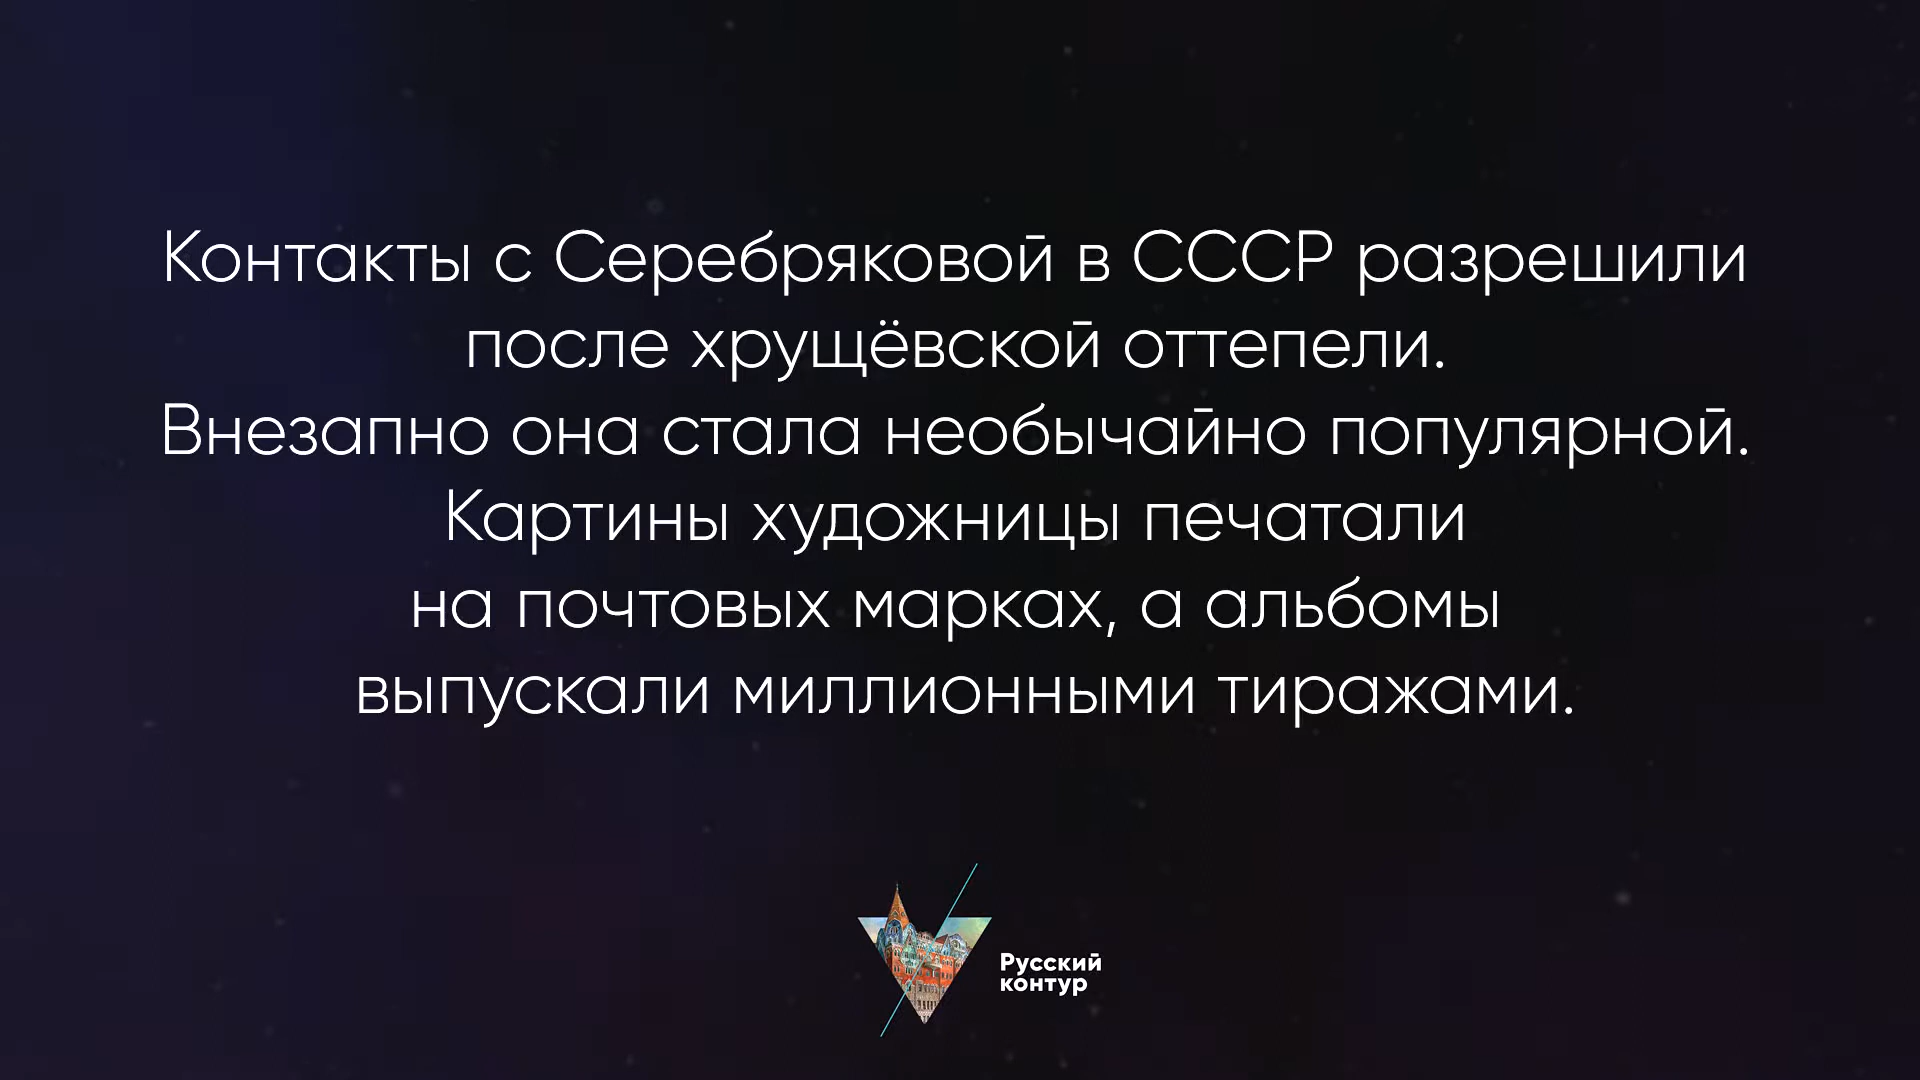 Контакты с Серебряковой в СССР разрешили
после хрущёвской оттепели.
Внезапно она стала необычайно популярной.
Картины художницы печатали
на почтовых марках, а альбомы
выпускали миллионными тиражами.
Русский
контур